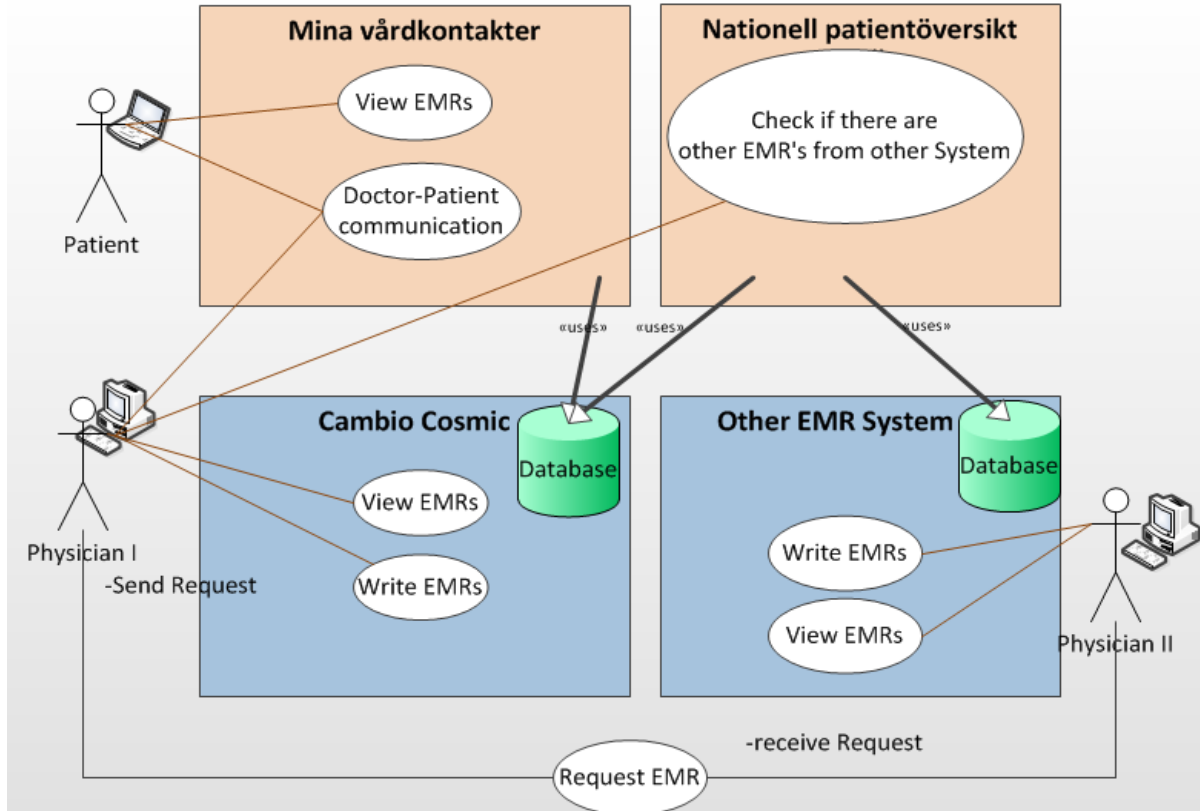 Mina vårdkontakter
Nationell patientöversikt
View EMRs
Check if there are
other EMR's from other System
Doctor-Patient
communication
Patient
«uses»
«uses»
«uses»
Cambio Cosmic
Other EMR System
Database
Database
View EMRs
Physician I
Write EMRs
-Send Request
Write EMRs
View EMRs
Physician II
-receive Request
Request EMR